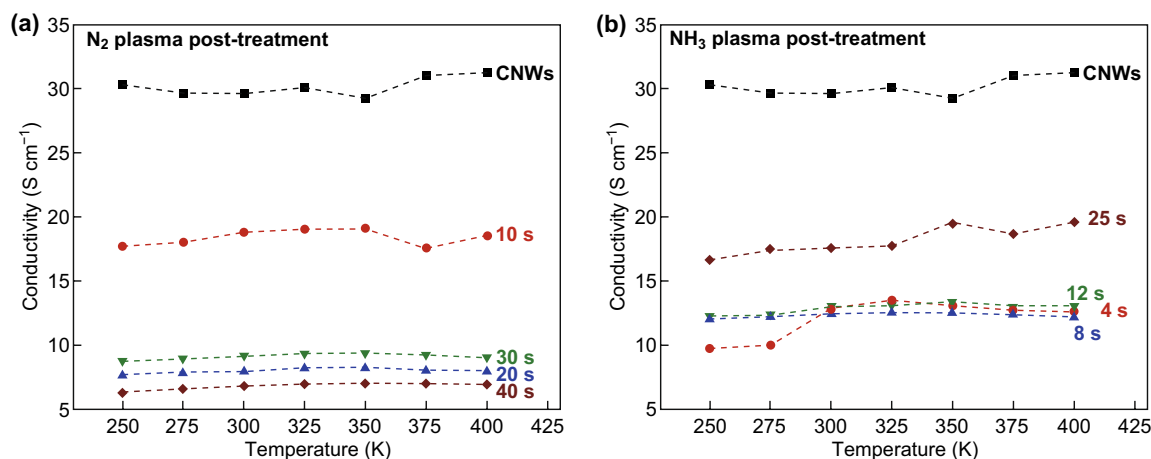 (a)
N₂ plasma post-treatment
Conductivity (S cm⁻¹)
35
30
25
20
15
10
5
CNWs
10 s
30 s
20 s
40 s
250 275 300 325 350 375 400 425
Temperature (K)
(b)
NH₃ plasma post-treatment
Conductivity (S cm⁻¹)
35
30
25
20
15
10
5
CNWs
25 s
12 s
4 s
8 s
250 275 300 325 350 375 400 425
Temperature (K)